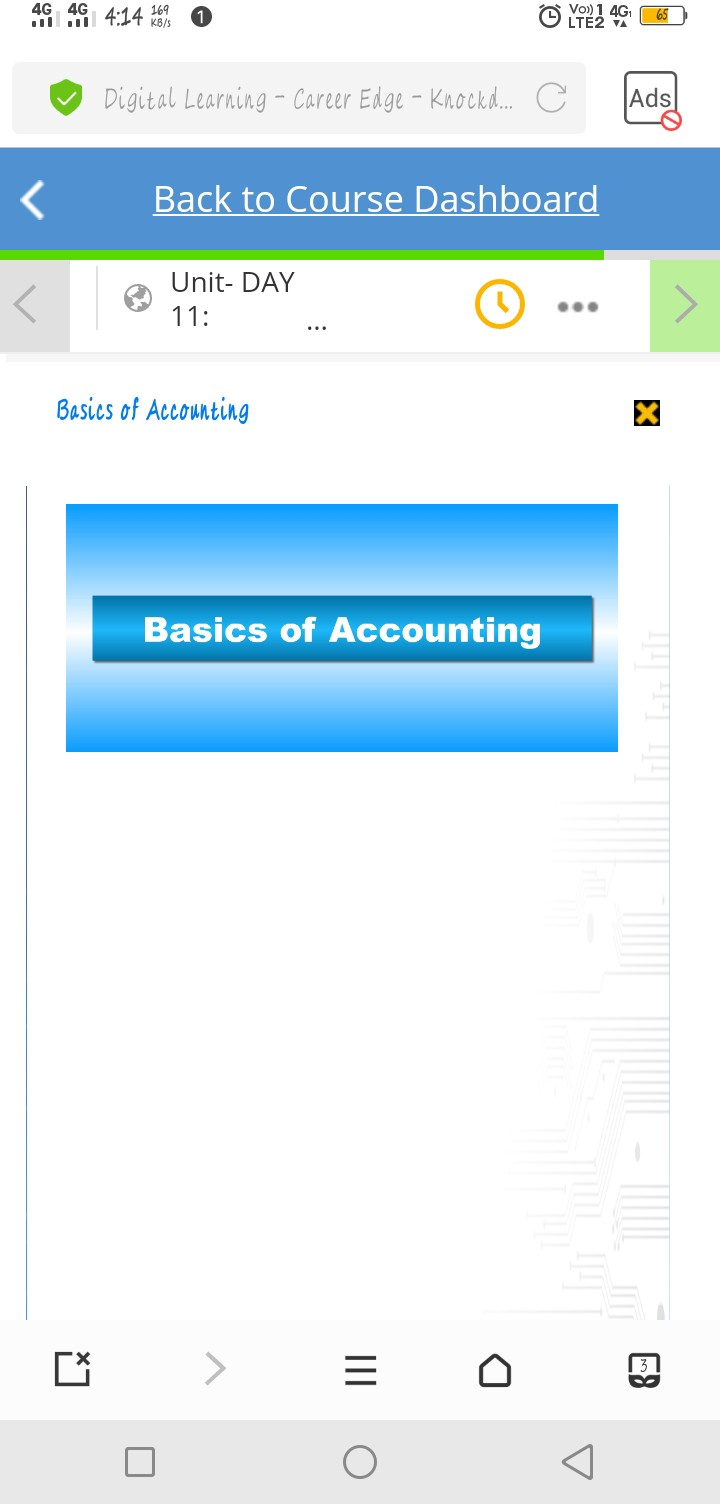 4G 4G 4:14 169 KB/s 1 Vo)) 1 LTE2 4G 65
Digital Learning - Career Edge - Knockd... Ads
Back to Course Dashboard
Unit- DAY
11: ...
Basics of Accounting
Basics of Accounting
3